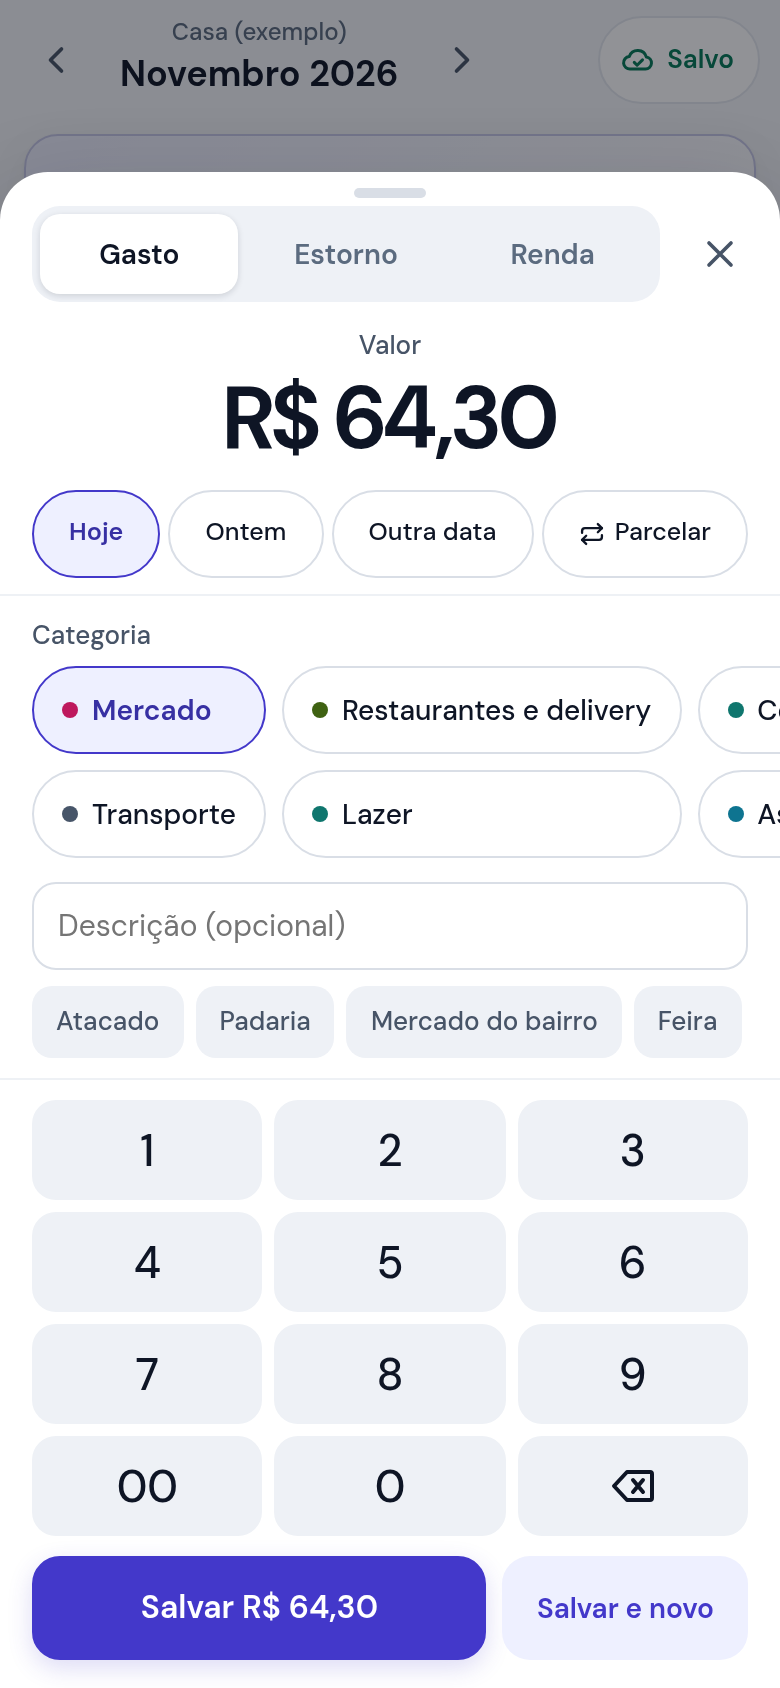 Casa (exemplo)
Novembro 2026
Salvo
Gasto Estorno Renda
Valor
R$ 64,30
Hoje Ontem Outra data Parcelar
Categoria
Mercado Restaurantes e delivery
Transporte Lazer
Descrição (opcional)
Atacado Padaria Mercado do bairro Feira
1 2 3
4 5 6
7 8 9
00 0
Salvar R$ 64,30 Salvar e novo